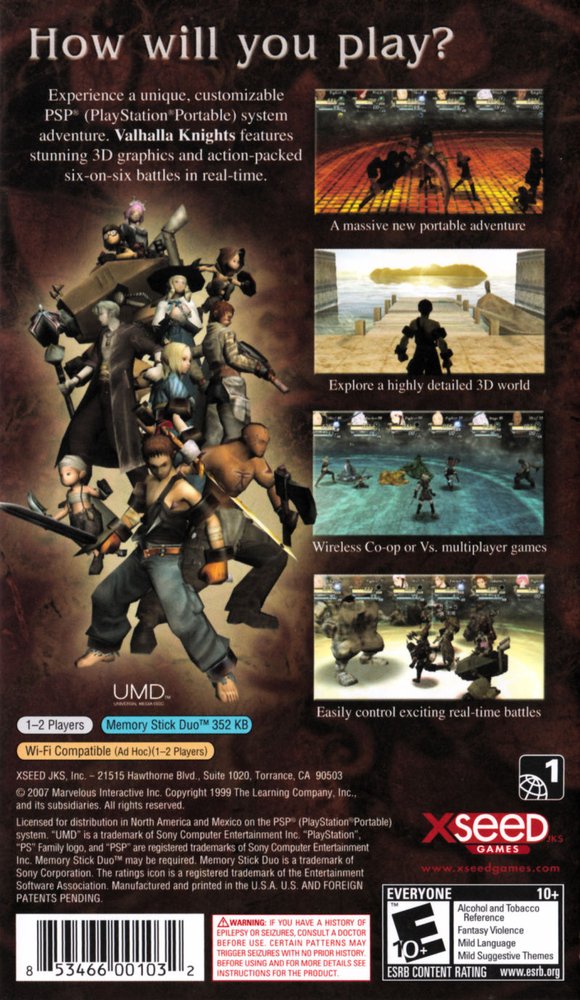 How will you play?
Experience a unique, customizable
PSP® (PlayStation®Portable) system
adventure. Valhalla Knights features
stunning 3D graphics and action-packed
six-on-six battles in real-time.
A massive new portable adventure
Explore a highly detailed 3D world
Wireless Co-op or Vs. multiplayer games
Easily control exciting real-time battles
UMD™
UNIVERSAL MEDIA DISC
1–2 Players
Memory Stick Duo™ 352 KB
Wi-Fi Compatible (Ad Hoc)(1–2 Players)
XSEED JKS, Inc. - 21515 Hawthorne Blvd., Suite 1020, Torrance, CA 90503
© 2007 Marvelous Interactive Inc. Copyright 1999 The Learning Company, Inc.,
and its subsidiaries. All rights reserved.
Licensed for distribution in North America and Mexico on the PSP® (PlayStation®Portable)
system. "UMD" is a trademark of Sony Computer Entertainment Inc. "PlayStation",
"PS" Family logo, and "PSP" are registered trademarks of Sony Computer Entertainment
Inc. Memory Stick Duo™ may be required. Memory Stick Duo is a trademark of
Sony Corporation. The ratings icon is a registered trademark of the Entertainment
Software Association. Manufactured and printed in the U.S.A. U.S. AND FOREIGN
PATENTS PENDING.
1
XSEED JKS
GAMES
www.xseedgames.com
8 53466 00103 2
WARNING: IF YOU HAVE A HISTORY OF
EPILEPSY OR SEIZURES, CONSULT A DOCTOR
BEFORE USE. CERTAIN PATTERNS MAY
TRIGGER SEIZURES WITH NO PRIOR HISTORY.
BEFORE USING AND FOR MORE DETAILS SEE
INSTRUCTIONS FOR THE PRODUCT.
EVERYONE 10+
E
10+
Alcohol and Tobacco
Reference
Fantasy Violence
Mild Language
Mild Suggestive Themes
ESRB CONTENT RATING www.esrb.org